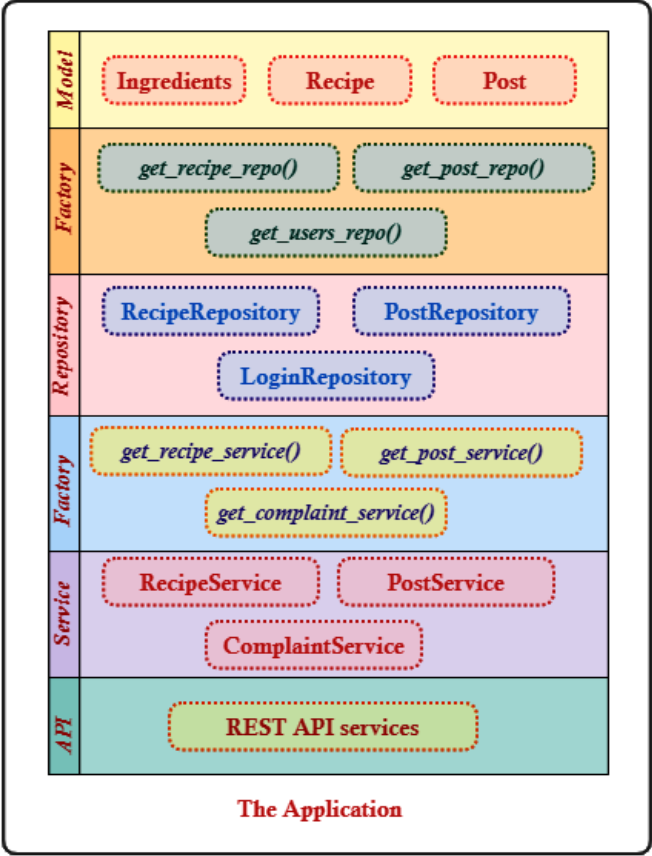 Model
Ingredients Recipe Post
Factory
get_recipe_repo() get_post_repo()
get_users_repo()
Repository
RecipeRepository PostRepository
LoginRepository
Factory
get_recipe_service() get_post_service()
get_complaint_service()
Service
RecipeService PostService
ComplaintService
API
REST API services
The Application